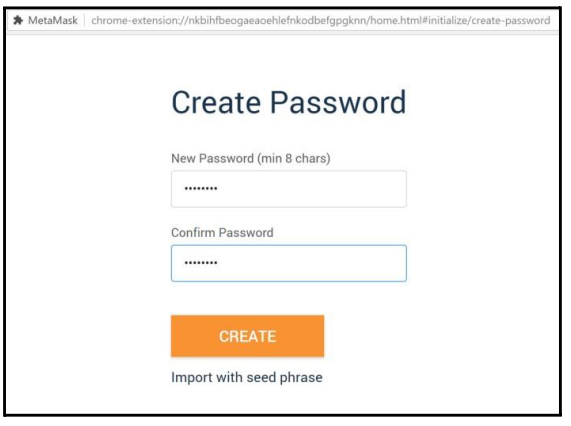 MetaMask | chrome-extension://nkbihfbeogaeaoehlefnkodbefgpgknn/home.html#initialize/create-password
Create Password
New Password (min 8 chars)
••••••••
Confirm Password
••••••••
CREATE
Import with seed phrase